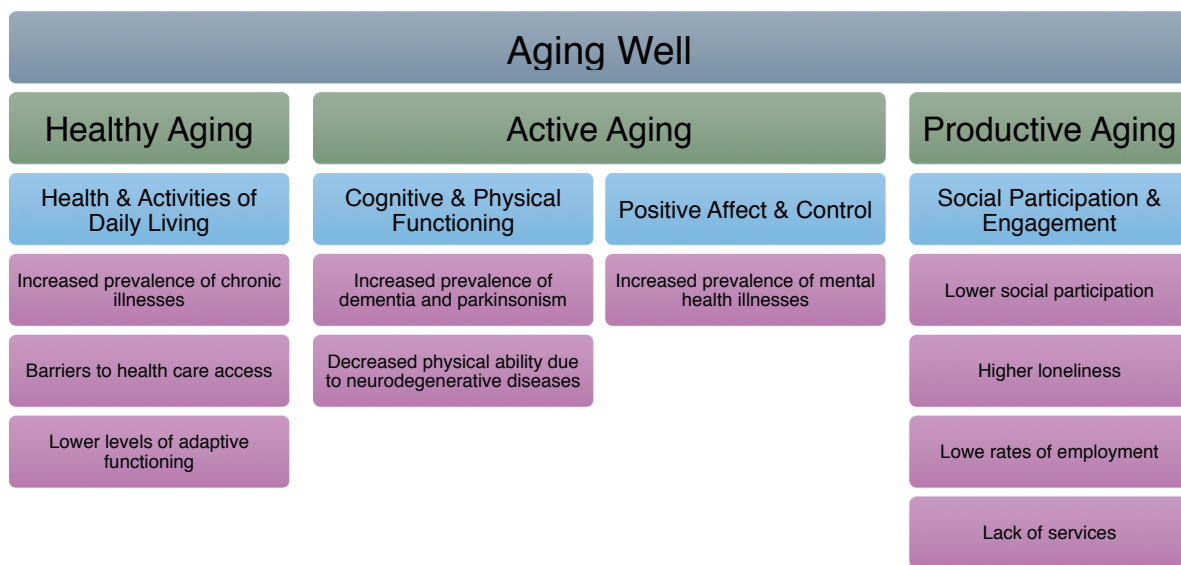 Aging Well
Healthy Aging
Active Aging
Productive Aging
Health & Activities of
Daily Living
Cognitive & Physical
Functioning
Positive Affect & Control
Social Participation &
Engagement
Increased prevalence of chronic
illnesses
Increased prevalence of
dementia and parkinsonism
Increased prevalence of mental
health illnesses
Lower social participation
Barriers to health care access
Decreased physical ability due
to neurodegenerative diseases
Higher loneliness
Lower levels of adaptive
functioning
Lowe rates of employment
Lack of services